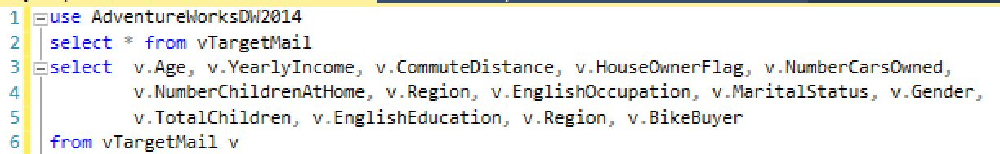 1 use AdventureWorksDW2014
2 select * from vTargetMail
3 select  v.Age, v.YearlyIncome, v.CommuteDistance, v.HouseOwnerFlag, v.NumberCarsOwned,
4         v.NumberChildrenAtHome, v.Region, v.EnglishOccupation, v.MaritalStatus, v.Gender,
5         v.TotalChildren, v.EnglishEducation, v.Region, v.BikeBuyer
6 from vTargetMail v